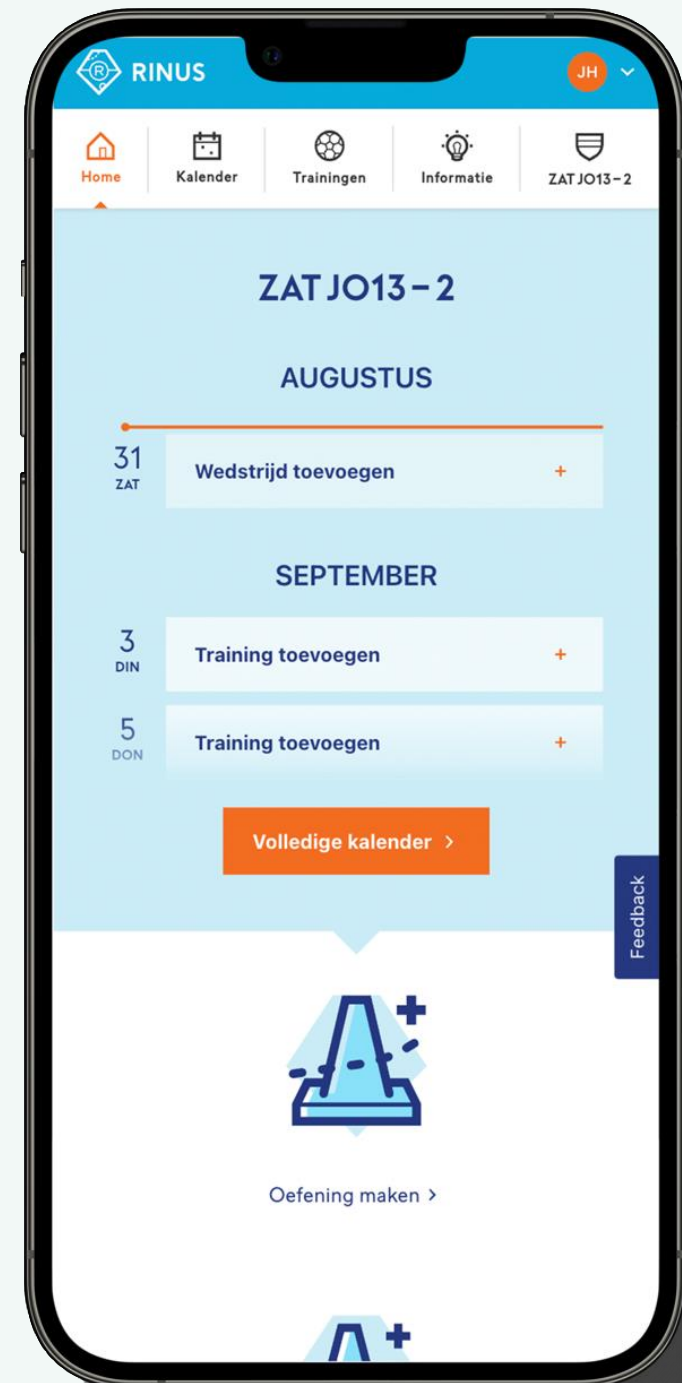 R
RINUS
JH
Home
Kalender
Trainingen
Informatie
ZAT JO13-2
ZAT JO13-2
AUGUSTUS
31
ZAT
Wedstrijd toevoegen +
SEPTEMBER
3
DIN
Training toevoegen +
5
DON
Training toevoegen +
Volledige kalender >
Feedback
Oefening maken >